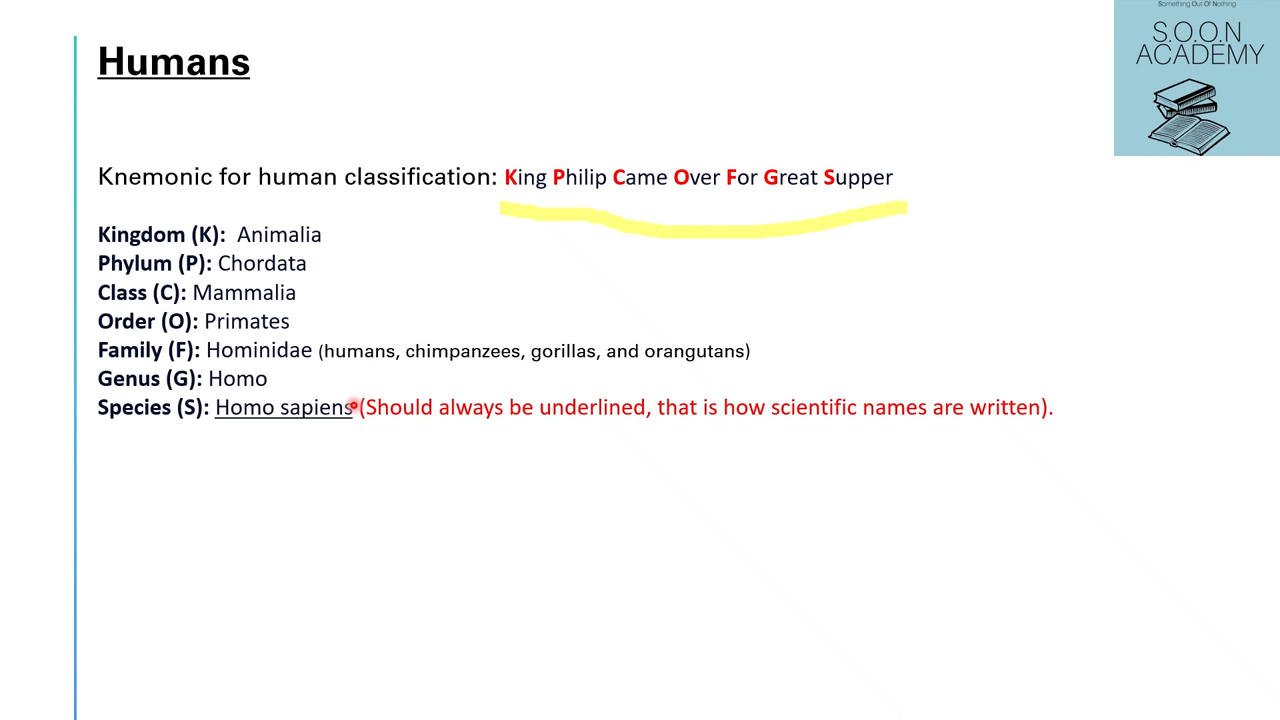 Something Out Of Nothing
S.O.O.N
ACADEMY
Humans
Knemonic for human classification: King Philip Came Over For Great Supper
Kingdom (K): Animalia
Phylum (P): Chordata
Class (C): Mammalia
Order (O): Primates
Family (F): Hominidae (humans, chimpanzees, gorillas, and orangutans)
Genus (G): Homo
Species (S): Homo sapiens (Should always be underlined, that is how scientific names are written).